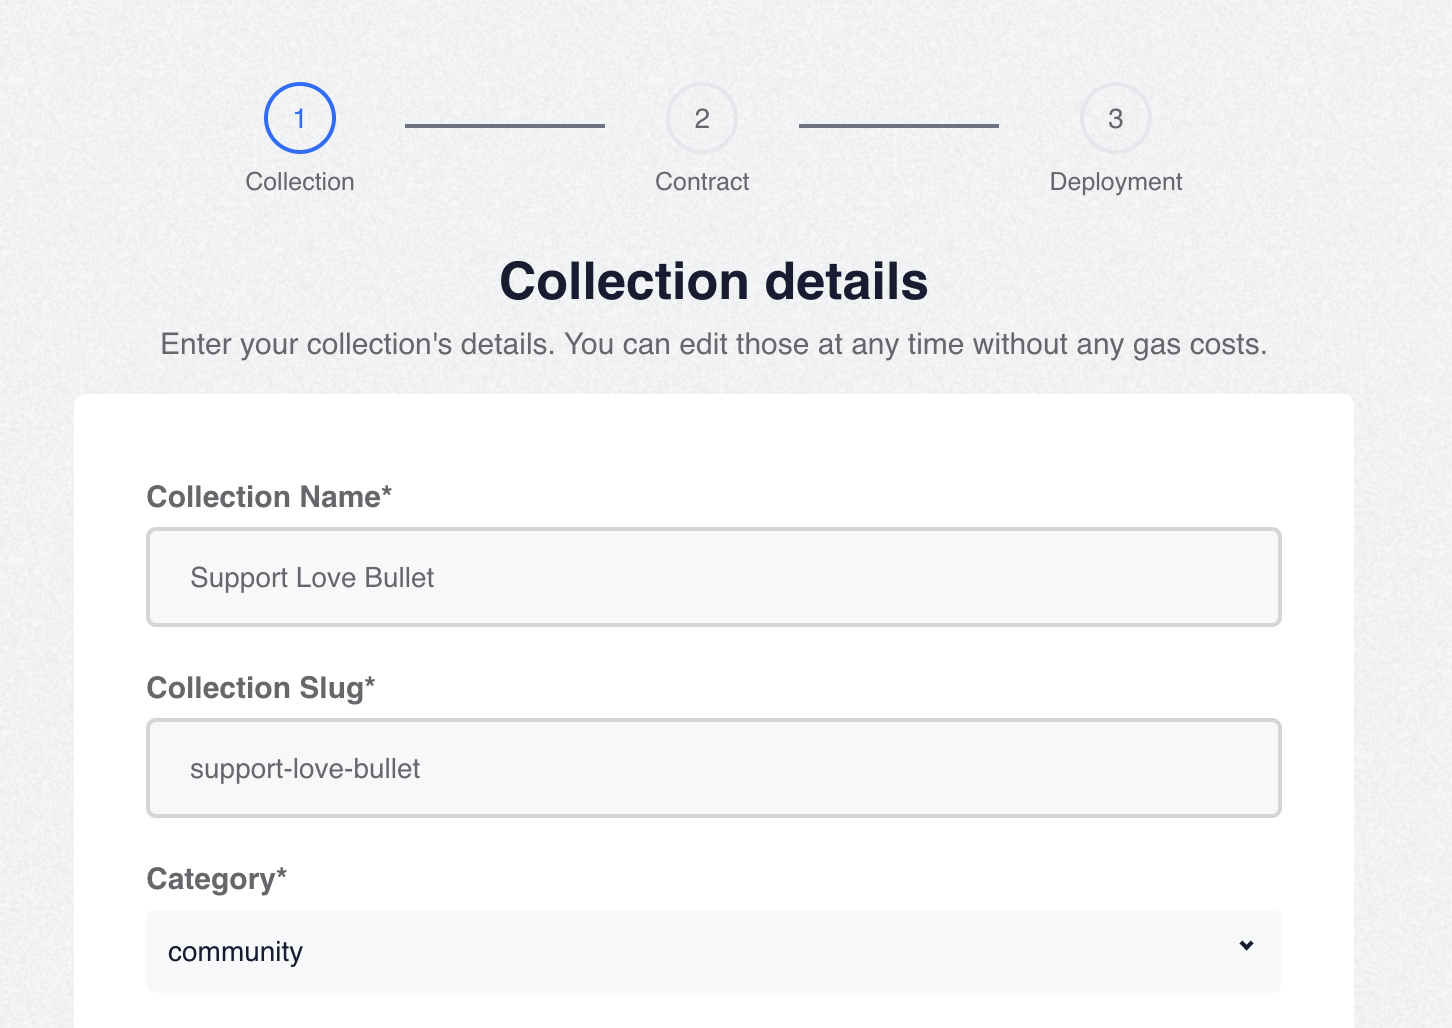 1
2
3
Collection
Contract
Deployment
Collection details
Enter your collection's details. You can edit those at any time without any gas costs.
Collection Name*
Support Love Bullet
Collection Slug*
support-love-bullet
Category*
community